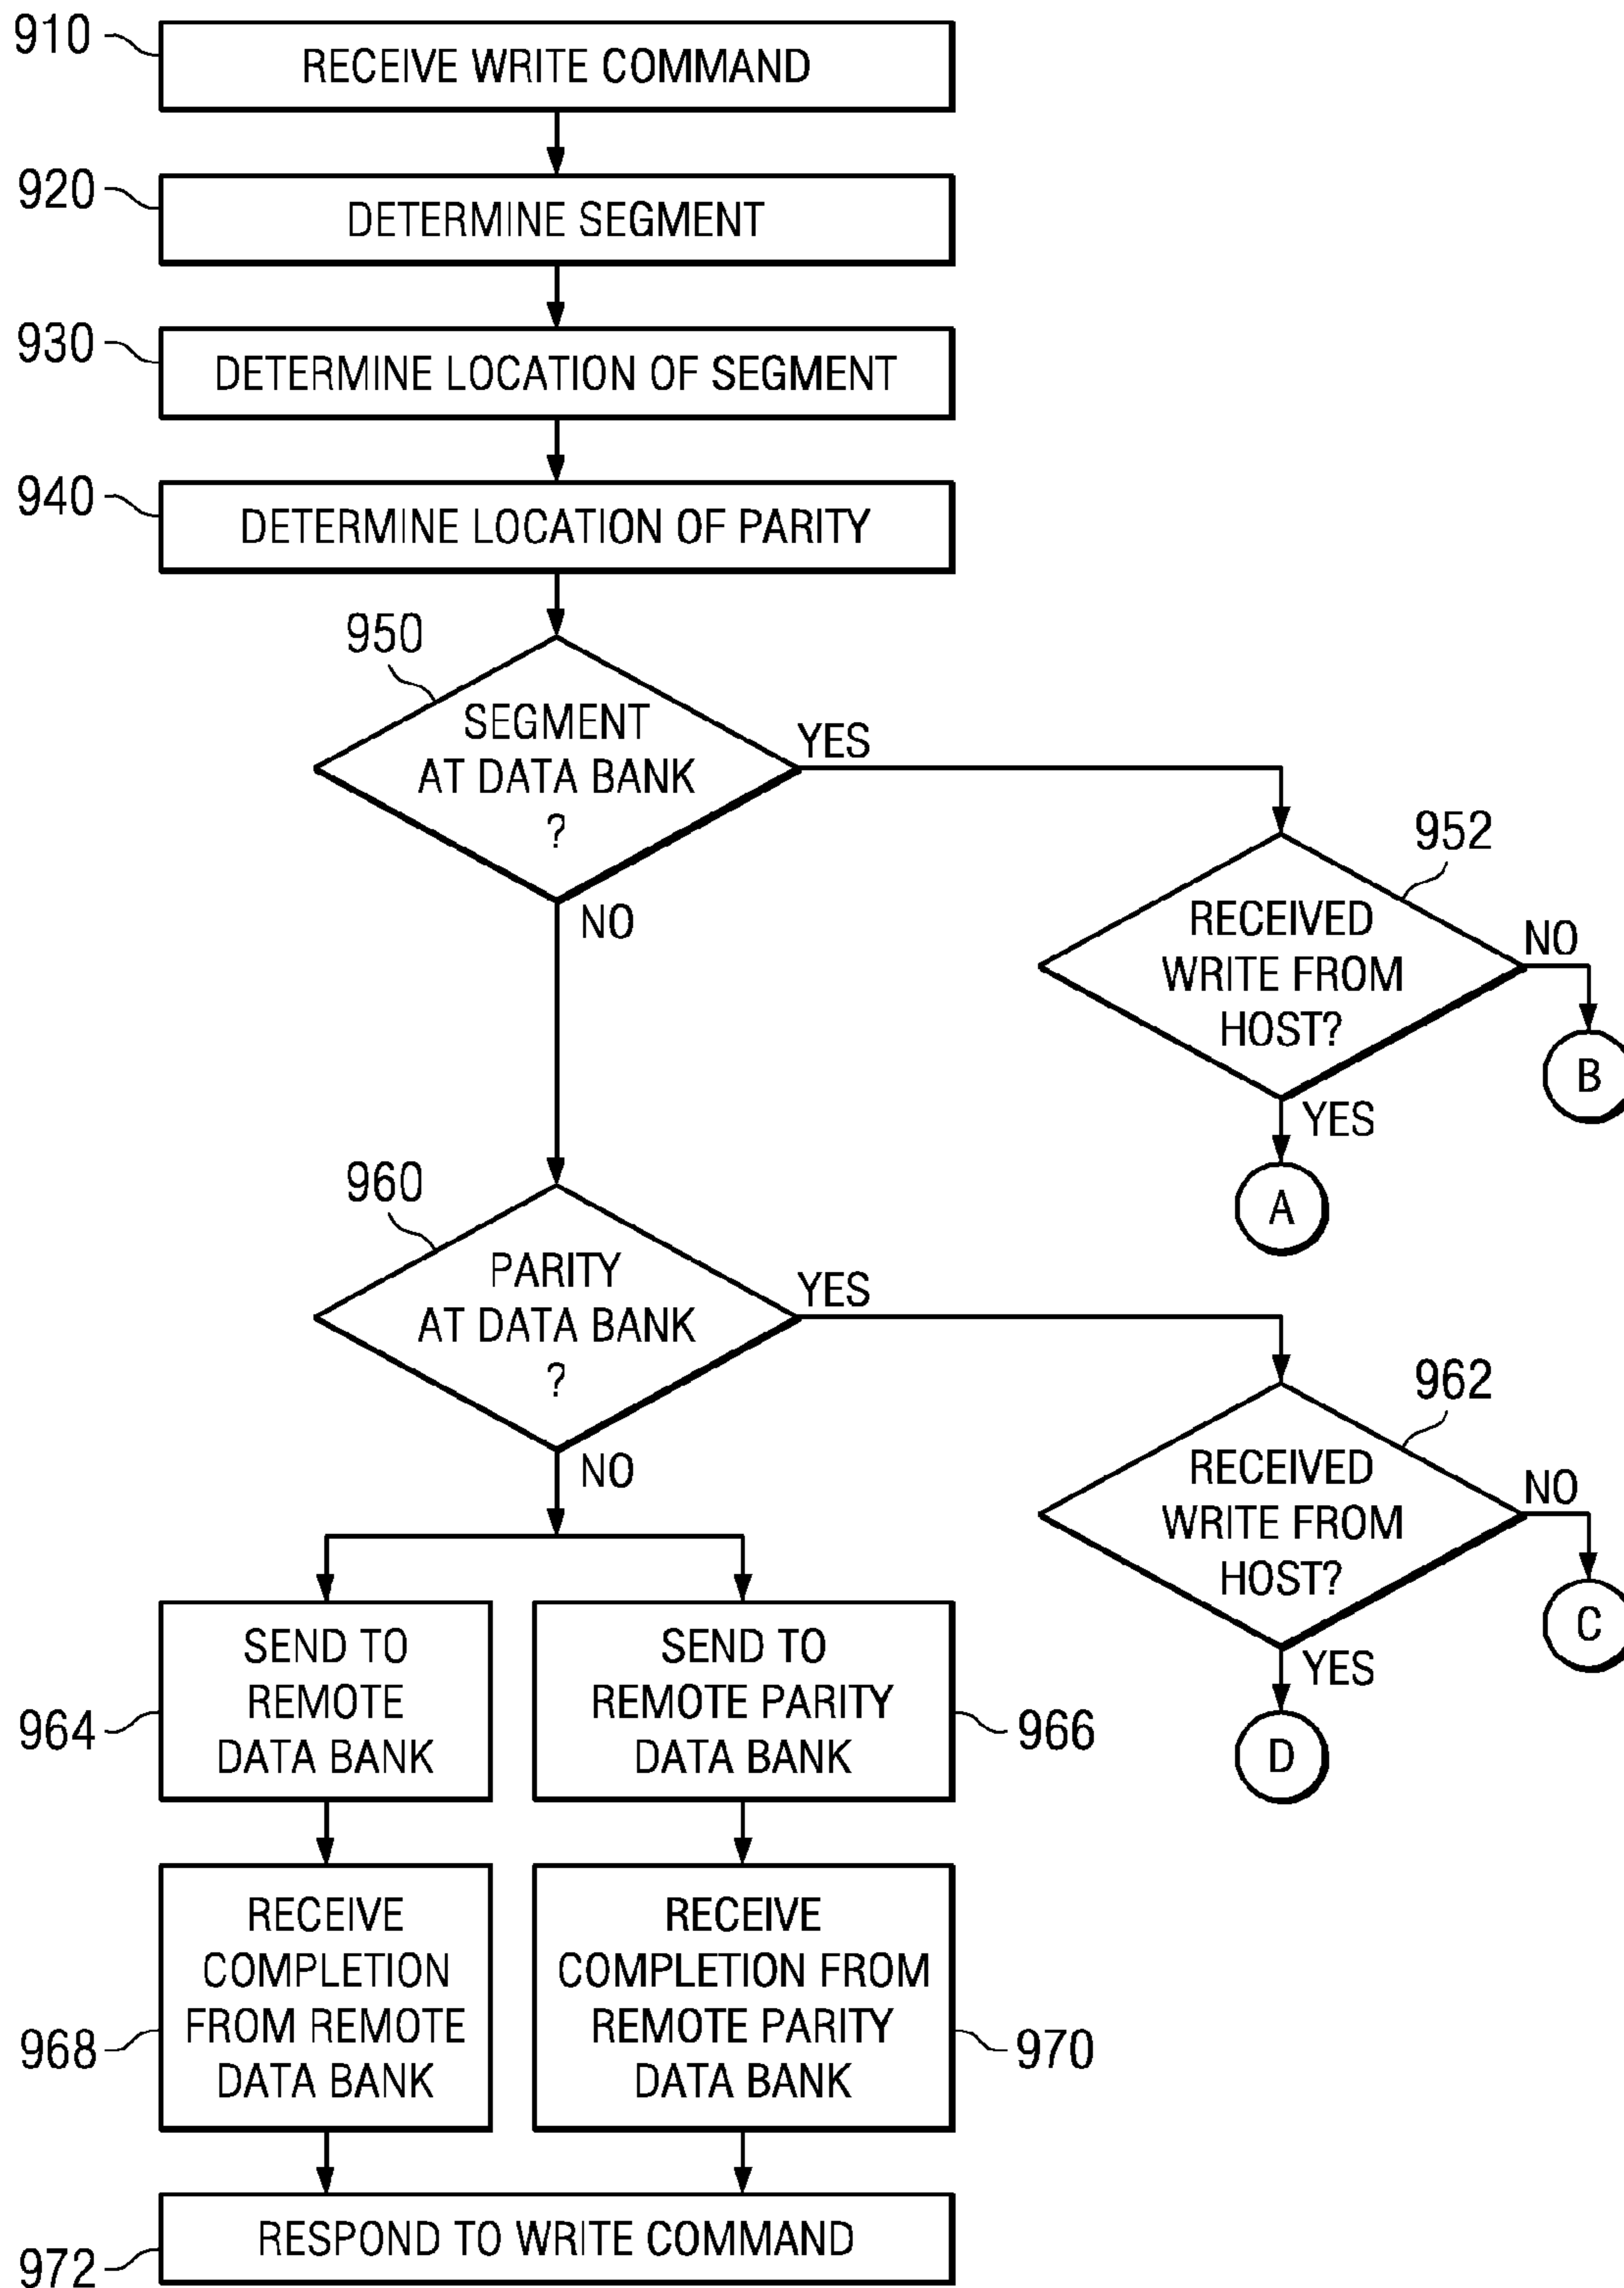 910
RECEIVE WRITE COMMAND
920
DETERMINE SEGMENT
930
DETERMINE LOCATION OF SEGMENT
940
DETERMINE LOCATION OF PARITY
950
SEGMENT
AT DATA BANK
?
YES
NO
952
RECEIVED
WRITE FROM
HOST?
NO
B
YES
A
960
PARITY
AT DATA BANK
?
YES
NO
962
RECEIVED
WRITE FROM
HOST?
NO
C
YES
D
964
SEND TO
REMOTE
DATA BANK
SEND TO
REMOTE PARITY
DATA BANK
966
968
RECEIVE
COMPLETION
FROM REMOTE
DATA BANK
RECEIVE
COMPLETION FROM
REMOTE PARITY
DATA BANK
970
972
RESPOND TO WRITE COMMAND